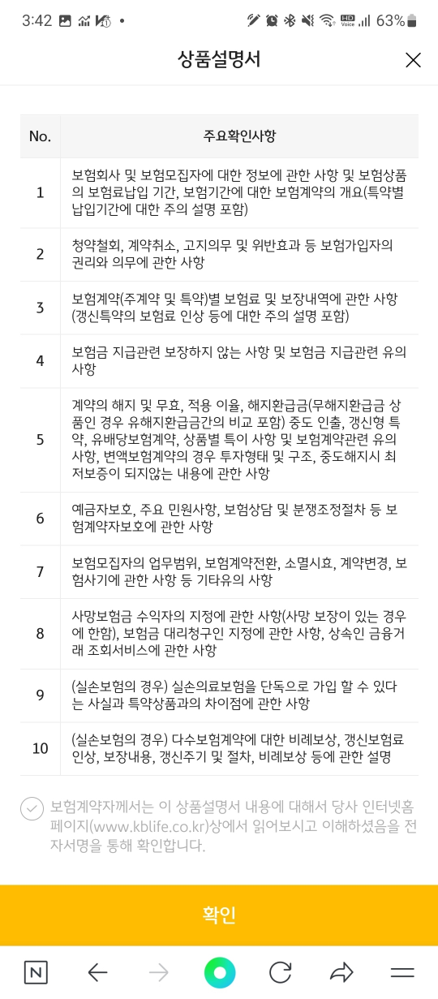 3:42
HD Voice 63%
상품설명서
No. 주요확인사항
1 보험회사 및 보험모집자에 대한 정보에 관한 사항 및 보험상품
의 보험료납입 기간, 보험기간에 대한 보험계약의 개요(특약별
납입기간에 대한 주의 설명 포함)
2 청약철회, 계약취소, 고지의무 및 위반효과 등 보험가입자의
권리와 의무에 관한 사항
3 보험계약(주계약 및 특약)별 보험료 및 보장내역에 관한 사항
(갱신특약의 보험료 인상 등에 대한 주의 설명 포함)
4 보험금 지급관련 보장하지 않는 사항 및 보험금 지급관련 유의
사항
5 계약의 해지 및 무효, 적용 이율, 해지환급금(무해지환급금 상
품인 경우 유해지환급금간의 비교 포함) 중도 인출, 갱신형 특
약, 유배당보험계약, 상품별 특이 사항 및 보험계약관련 유의
사항, 변액보험계약의 경우 투자형태 및 구조, 중도해지시 최
저보증이 되지않는 내용에 관한 사항
6 예금자보호, 주요 민원사항, 보험상담 및 분쟁조정절차 등 보
험계약자보호에 관한 사항
7 보험모집자의 업무범위, 보험계약전환, 소멸시효, 계약변경, 보
험사기에 관한 사항 등 기타유의 사항
8 사망보험금 수익자의 지정에 관한 사항(사망 보장이 있는 경우
에 한함), 보험금 대리청구인 지정에 관한 사항, 상속인 금융거
래 조회서비스에 관한 사항
9 (실손보험의 경우) 실손의료보험을 단독으로 가입 할 수 있다
는 사실과 특약상품과의 차이점에 관한 사항
10 (실손보험의 경우) 다수보험계약에 대한 비례보상, 갱신보험료
인상, 보장내용, 갱신주기 및 절차, 비례보상 등에 관한 설명
보험계약자께서는 이 상품설명서 내용에 대해서 당사 인터넷홈
페이지(www.kblife.co.kr)상에서 읽어보시고 이해하셨음을 전
자서명을 통해 확인합니다.
확인
N